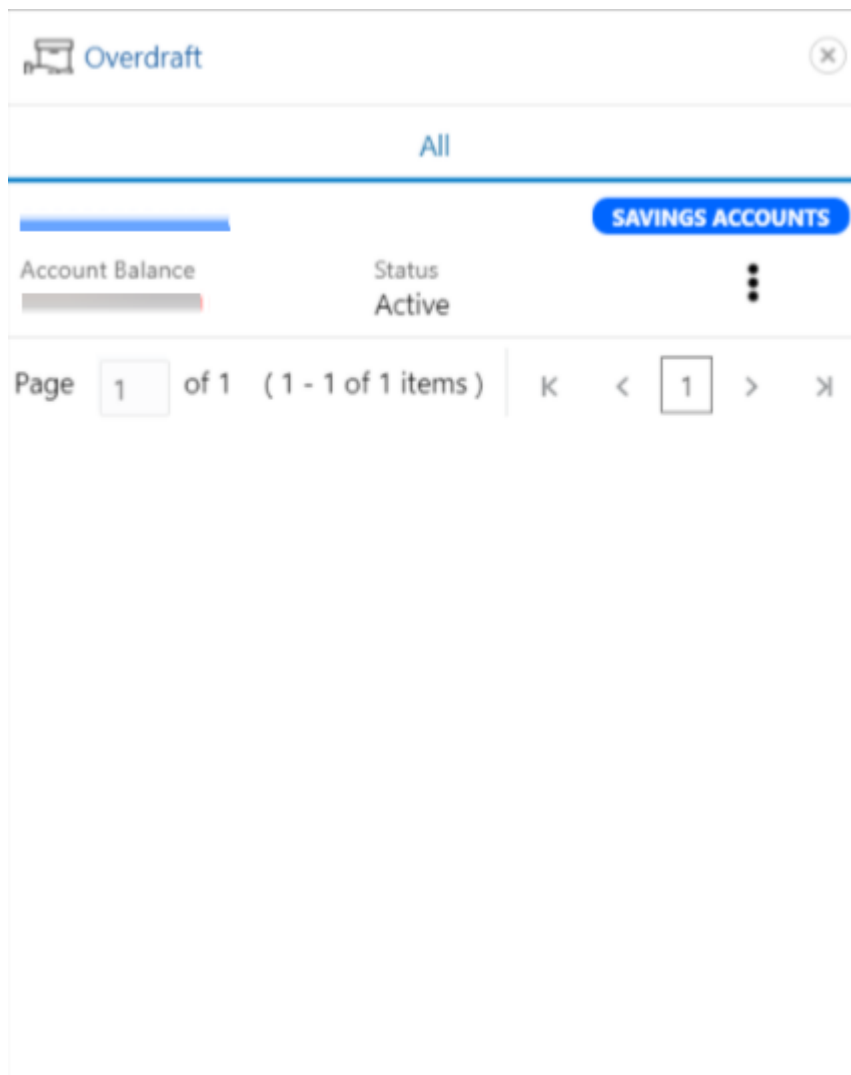 Overdraft
All
SAVINGS ACCOUNTS
Account Balance Status
Active
Page 1 of 1 ( 1 - 1 of 1 items ) 1